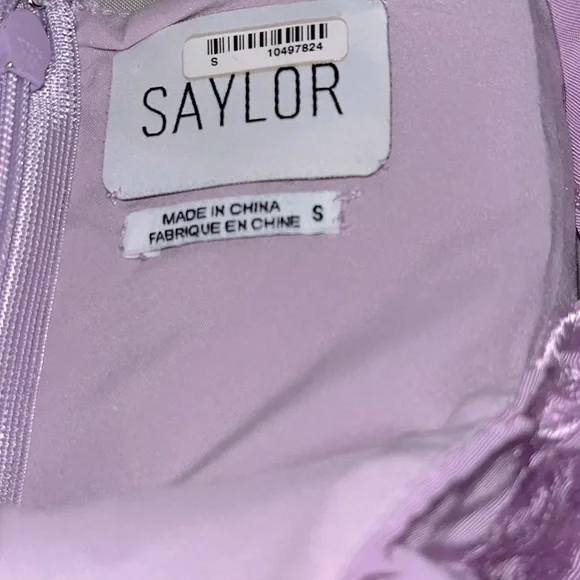 S 10497824
SAYLOR
MADE IN CHINA S
FABRIQUE EN CHINE